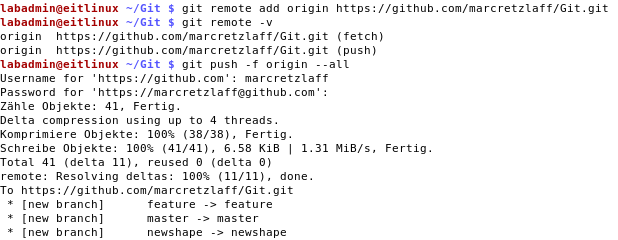 labadmin@eitlinux ~/Git $ git remote add origin https://github.com/marcretzlaff/Git.git
labadmin@eitlinux ~/Git $ git remote -v
origin  https://github.com/marcretzlaff/Git.git (fetch)
origin  https://github.com/marcretzlaff/Git.git (push)
labadmin@eitlinux ~/Git $ git push -f origin --all
Username for 'https://github.com': marcretzlaff
Password for 'https://marcretzlaff@github.com':
Zähle Objekte: 41, Fertig.
Delta compression using up to 4 threads.
Komprimiere Objekte: 100% (38/38), Fertig.
Schreibe Objekte: 100% (41/41), 6.58 KiB | 1.31 MiB/s, Fertig.
Total 41 (delta 11), reused 0 (delta 0)
remote: Resolving deltas: 100% (11/11), done.
To https://github.com/marcretzlaff/Git.git
 * [new branch]      feature -> feature
 * [new branch]      master -> master
 * [new branch]      newshape -> newshape